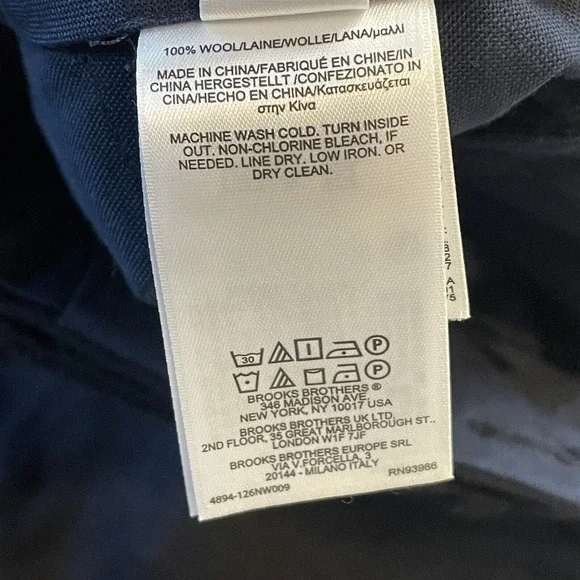 100% WOOL/LAINE/WOLLE/LANA/μαλλί
MADE IN CHINA/FABRIQUÉ EN CHINE/IN
CHINA HERGESTELLT /CONFEZIONATO IN
CINA/HECHO EN CHINA/Κατασκευάζεται
στην Κίνα
MACHINE WASH COLD. TURN INSIDE
OUT. NON-CHLORINE BLEACH, IF
NEEDED. LINE DRY. LOW IRON. OR
DRY CLEAN.
30 P
P
BROOKS BROTHERS ®
346 MADISON AVE.
NEW YORK, NY 10017 USA
BROOKS BROTHERS UK LTD.
2ND FLOOR, 35 GREAT MARLBOROUGH ST.,
LONDON W1F 7JF
BROOKS BROTHERS EUROPE SRL
VIA V.FORCELLA, 3
20144 - MILANO ITALY
RN93986
4894-126NW009